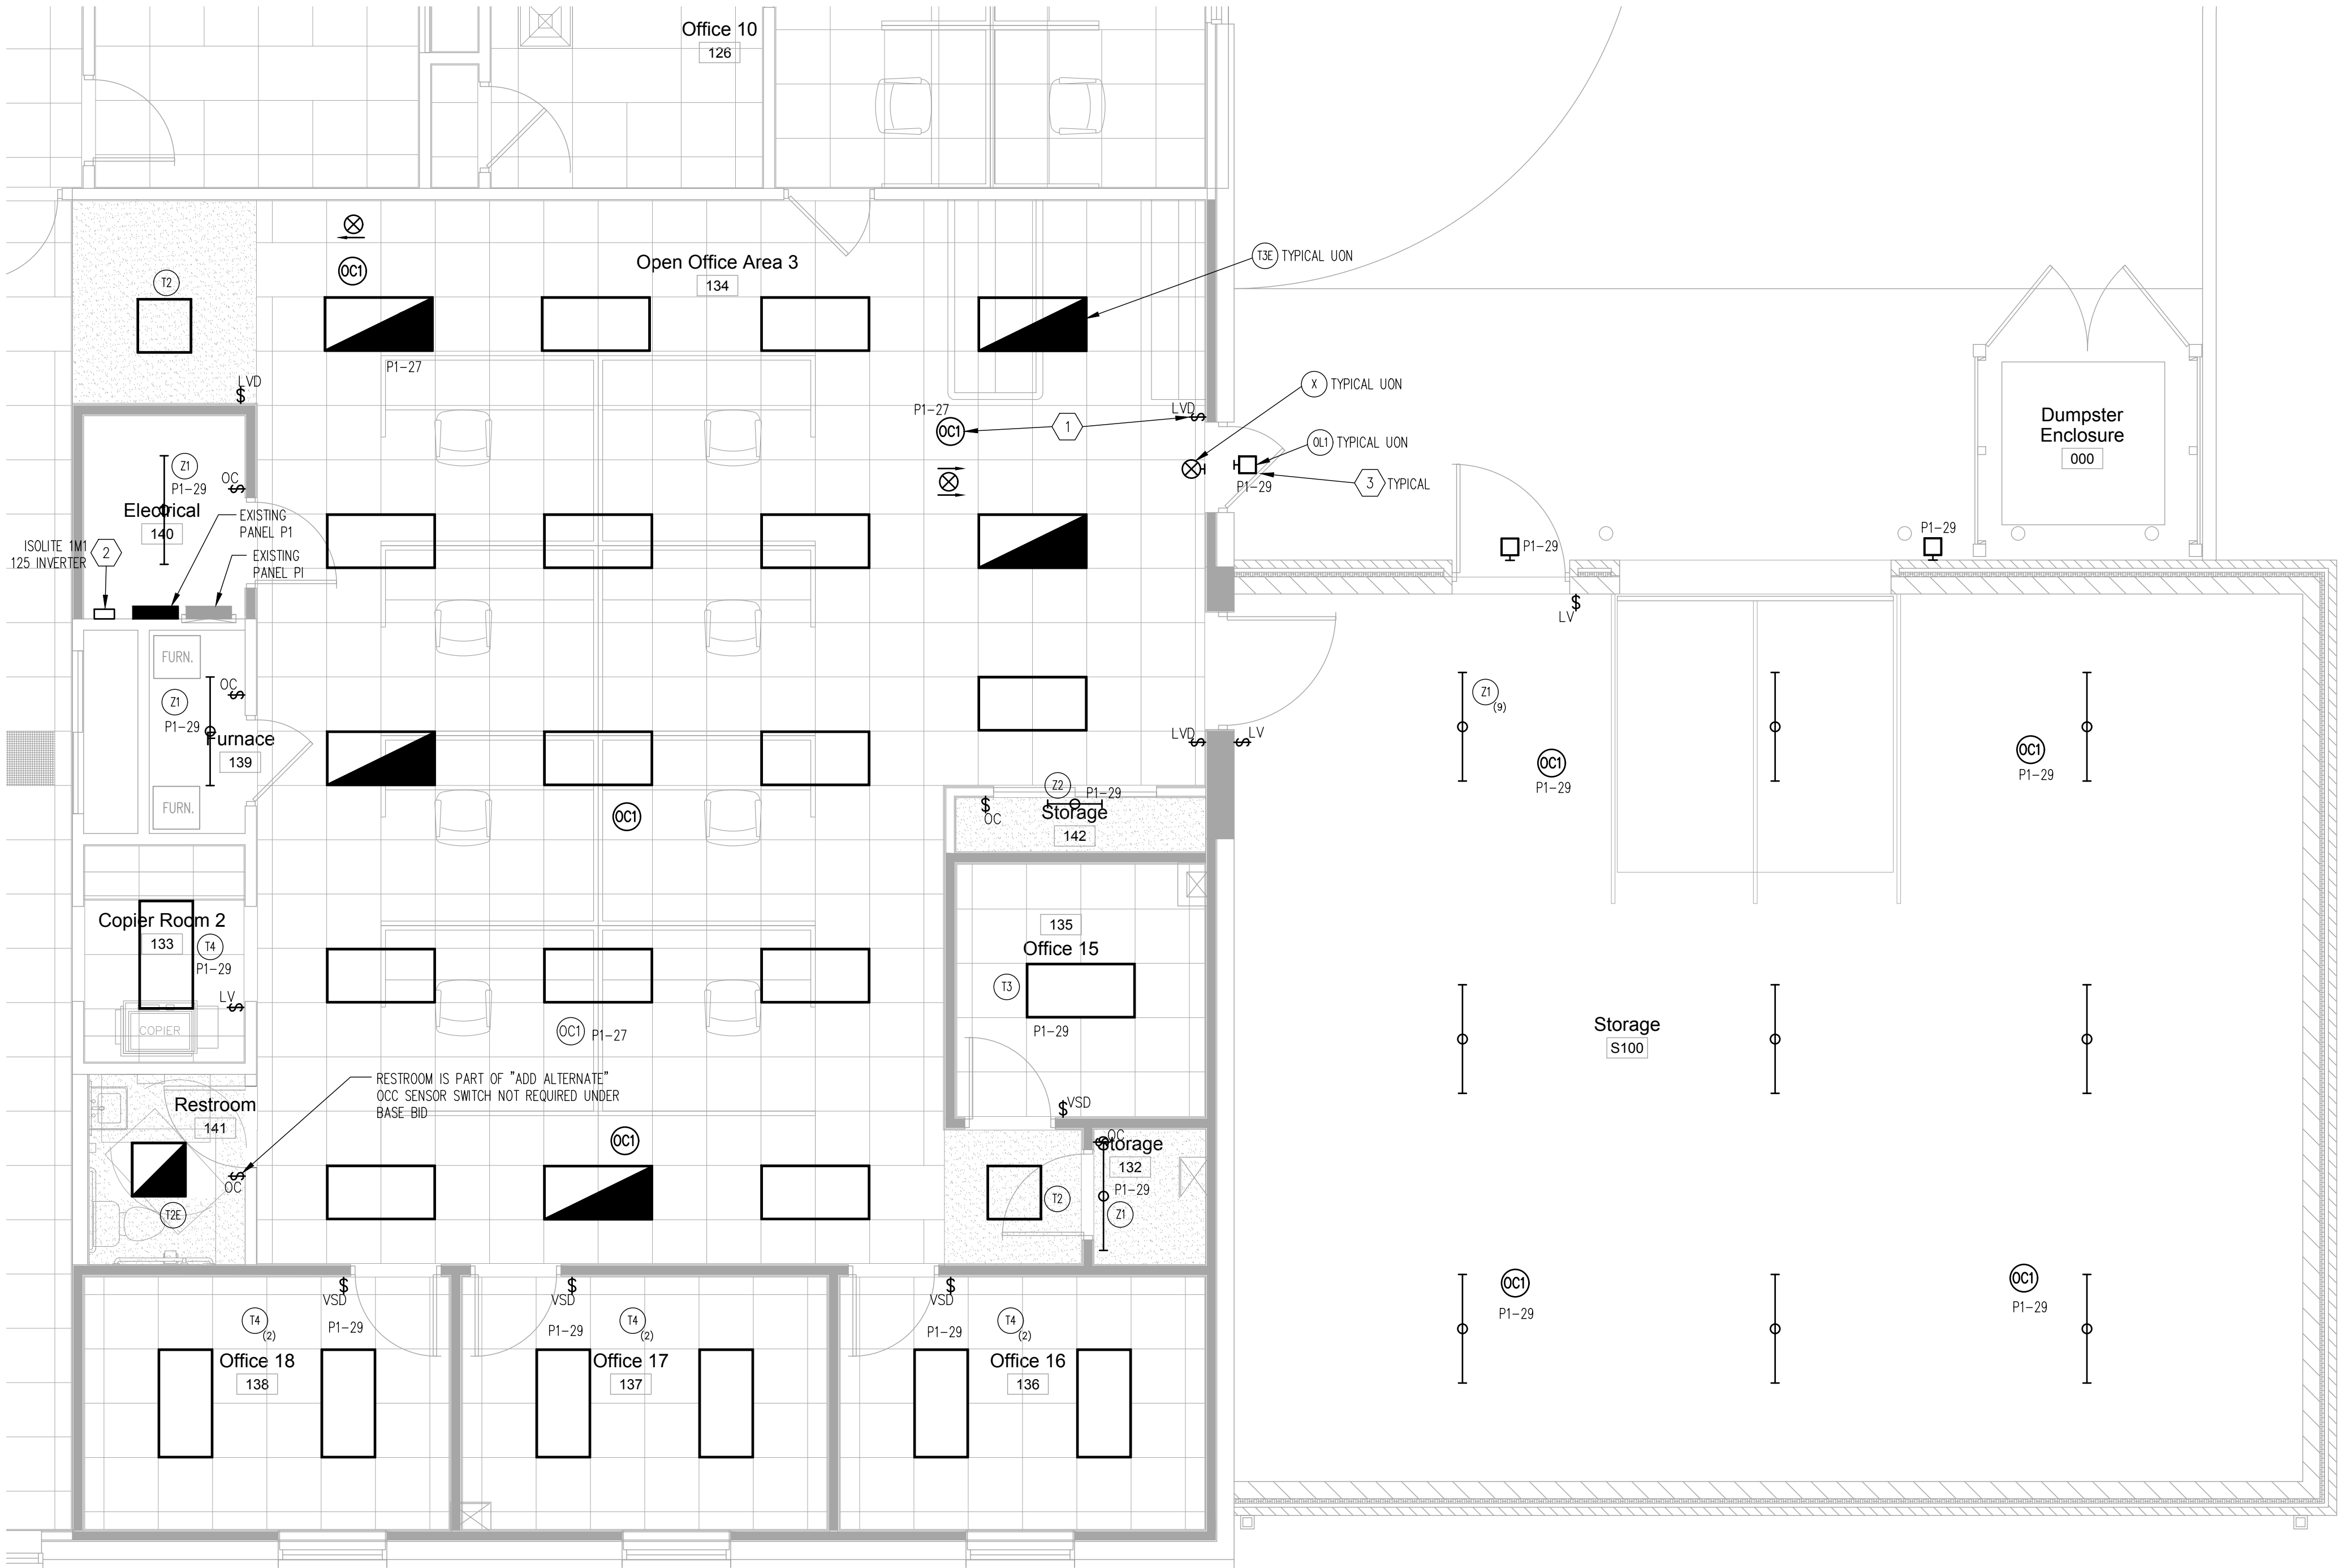 Office 10
126
Open Office Area 3
134
OC1
T2
T3E TYPICAL UON
LVD
P1-27
P1-27
OC1
LVD
1
X TYPICAL UON
OL1 TYPICAL UON
P1-29
3 TYPICAL
Dumpster
Enclosure
000
Z1
P1-29
OC
Electrical
140
EXISTING
PANEL P1
EXISTING
PANEL PI
ISOLITE 1M1
125 INVERTER
2
P1-29
P1-29
LV
FURN.
Z1
P1-29
OC
Furnace
139
FURN.
LVD
LV
Z1
(9)
OC1
P1-29
OC1
P1-29
OC1
Z2
P1-29
OC
Storage
142
Copier Room 2
133
T4
P1-29
LV
COPIER
135
Office 15
T3
P1-29
VSD
OC1 P1-27
Storage
S100
RESTROOM IS PART OF "ADD ALTERNATE"
OCC SENSOR SWITCH NOT REQUIRED UNDER
BASE BID
Restroom
141
OC
T2E
OC1
OC
Storage
132
P1-29
Z1
T2
OC1
P1-29
OC1
P1-29
VSD
P1-29
T4
(2)
Office 18
138
VSD
P1-29
T4
(2)
Office 17
137
VSD
P1-29
T4
(2)
Office 16
136